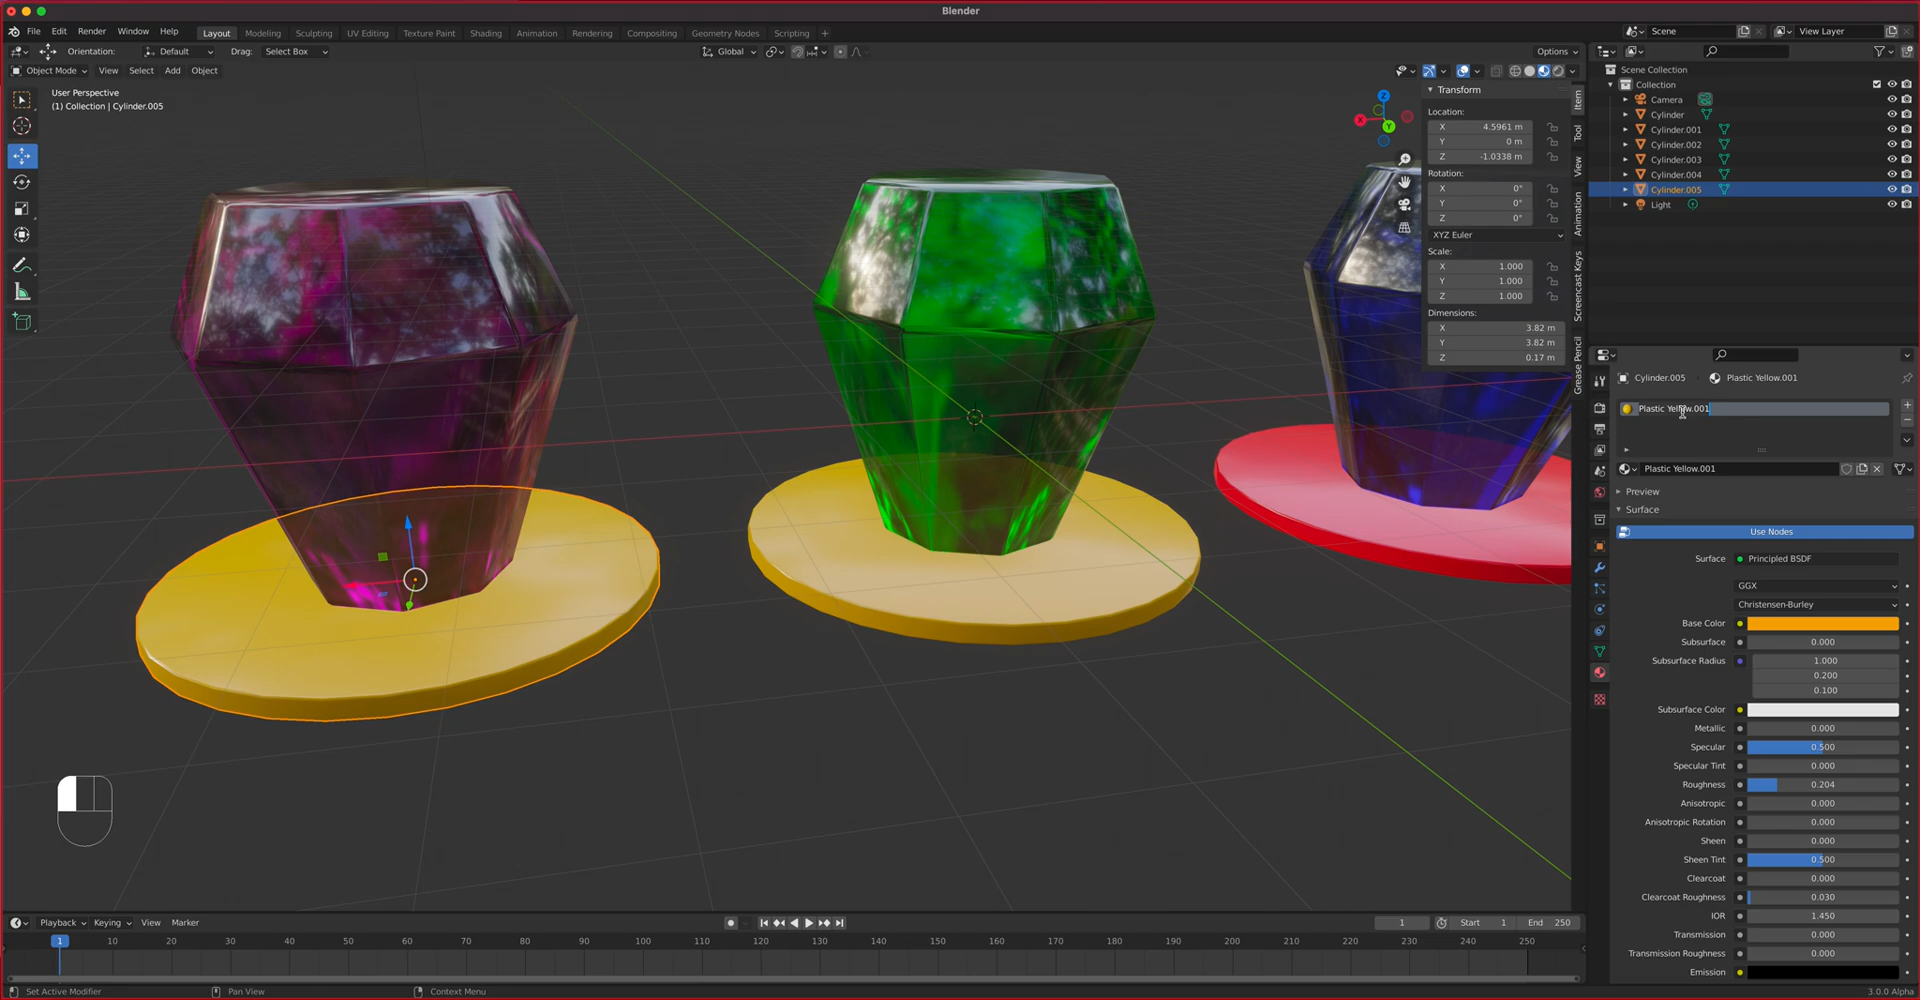 Blender
File Edit Render Window Help Layout Modeling Sculpting UV Editing Texture Paint Shading Animation Rendering Compositing Geometry Nodes Scripting + Scene View Layer
Orientation: Default Drag: Select Box Global Options
Object Mode View Select Add Object
User Perspective
(1) Collection | Cylinder.005
Z
X
Y
Transform
Location:
X 4.5961 m
Y 0 m
Z -1.0338 m
Rotation:
X 0°
Y 0°
Z 0°
XYZ Euler
Scale:
X 1.000
Y 1.000
Z 1.000
Dimensions:
X 3.82 m
Y 3.82 m
Z 0.17 m
Item
Tool
View
Animation
Screencast Keys
Grease Pencil
Scene Collection
Collection
Camera
Cylinder
Cylinder.001
Cylinder.002
Cylinder.003
Cylinder.004
Cylinder.005
Light
Cylinder.005 Plastic Yellow.001
Plastic Yellow.001
Plastic Yellow.001
Preview
Surface
Use Nodes
Surface Principled BSDF
GGX
Christensen-Burley
Base Color
Subsurface 0.000
Subsurface Radius 1.000
0.200
0.100
Subsurface Color
Metallic 0.000
Specular 0.500
Specular Tint 0.000
Roughness 0.204
Anisotropic 0.000
Anisotropic Rotation 0.000
Sheen 0.000
Sheen Tint 0.500
Clearcoat 0.000
Clearcoat Roughness 0.030
IOR 1.450
Transmission 0.000
Transmission Roughness 0.000
Emission
Playback Keying View Marker 1 Start 1 End 250
1 10 20 30 40 50 60 70 80 90 100 110 120 130 140 150 160 170 180 190 200 210 220 230 240 250
Set Active Modifier Pan View Context Menu 3.0.0 Alpha